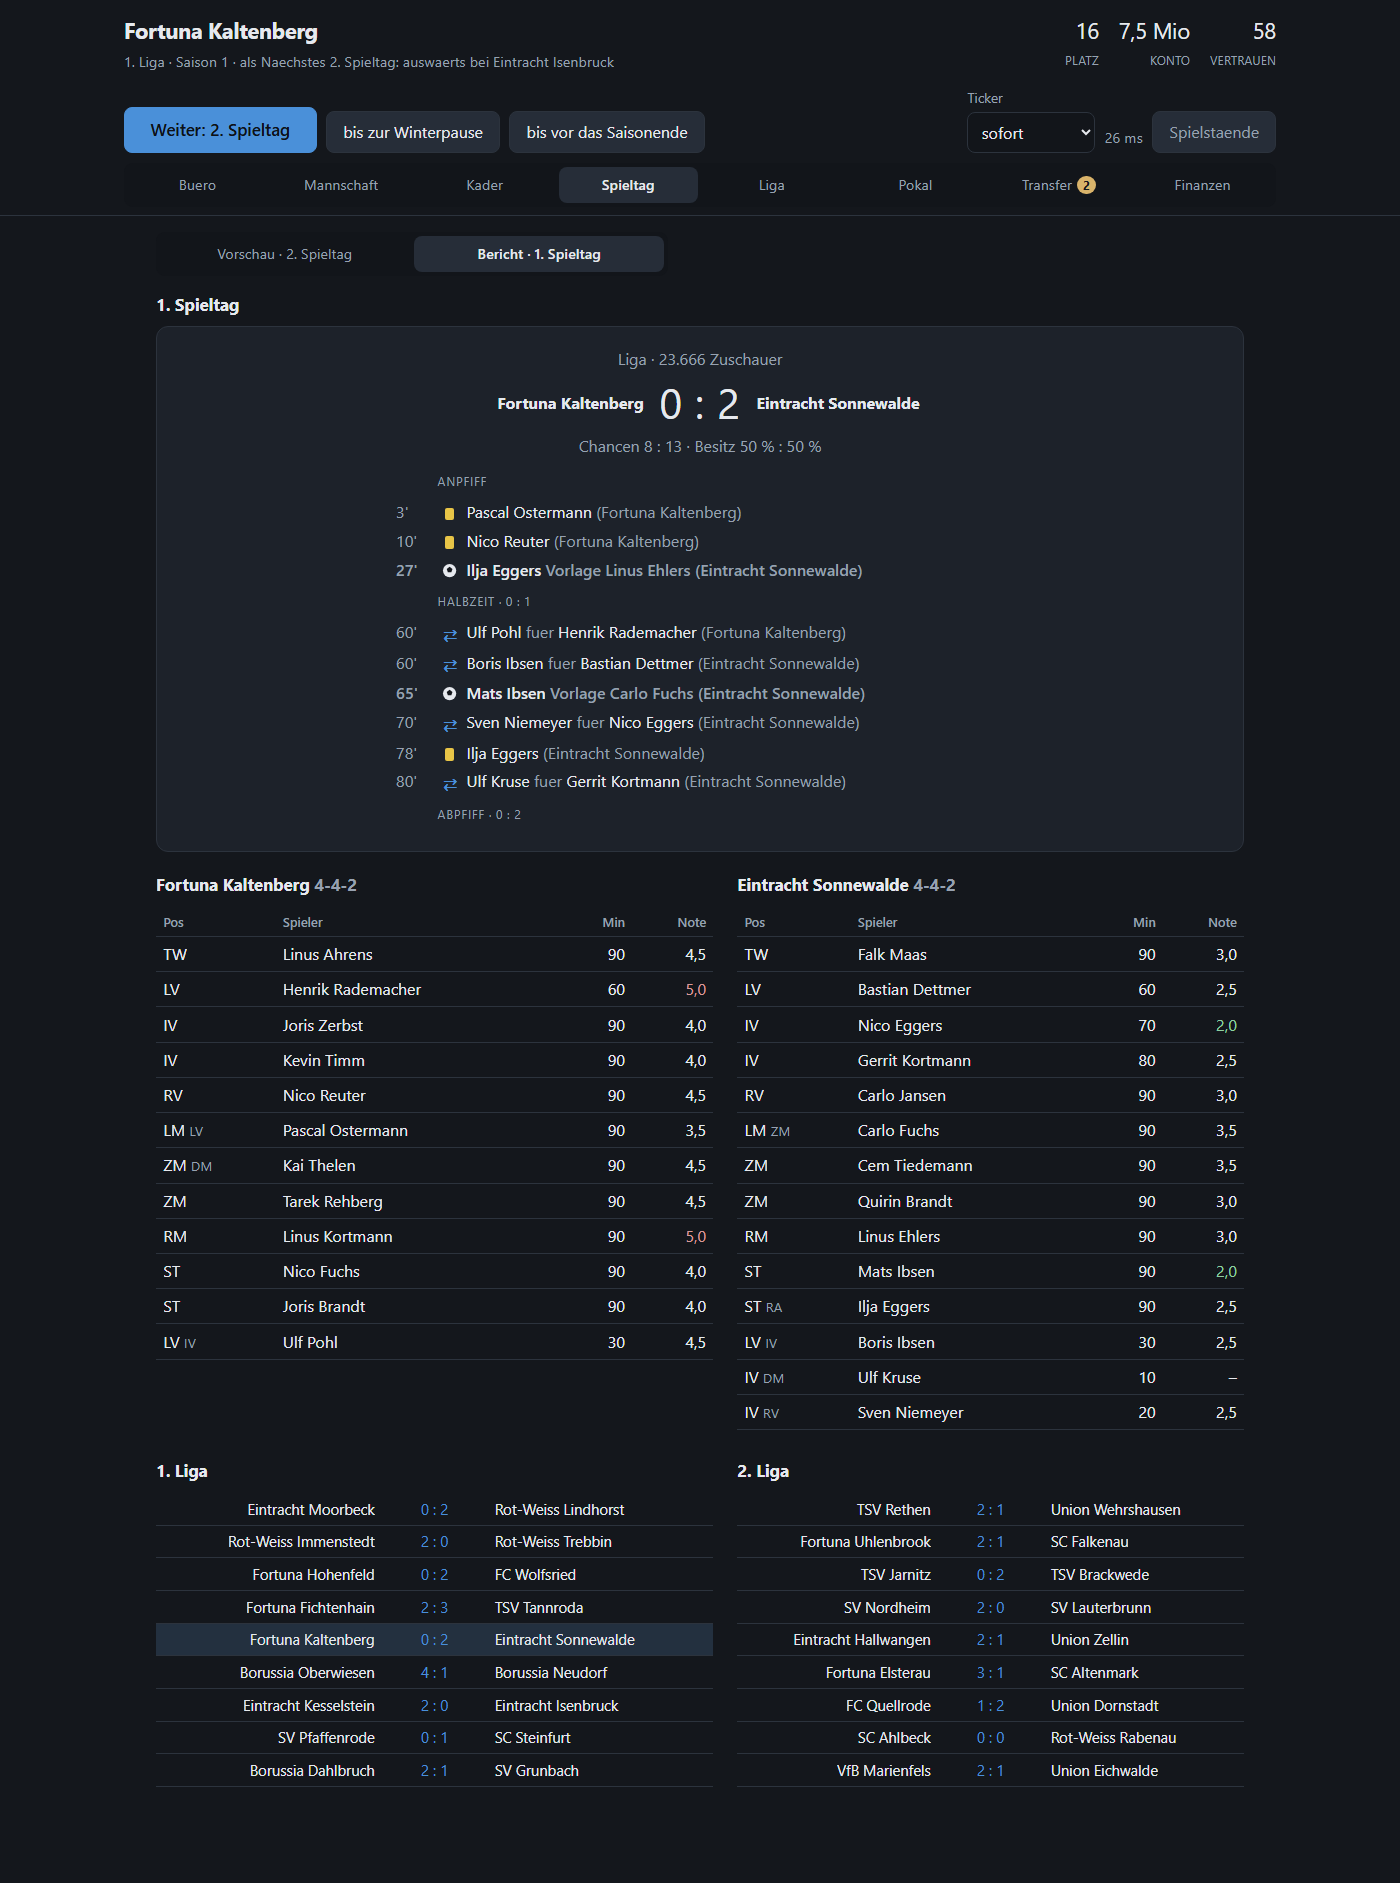 Fortuna Kaltenberg
1. Liga · Saison 1 · als Naechstes 2. Spieltag: auswaerts bei Eintracht Isenbruck
16 7,5 Mio 58
PLATZ KONTO VERTRAUEN
Weiter: 2. Spieltag bis zur Winterpause bis vor das Saisonende
Ticker
sofort 26 ms Spielstaende
Buero Mannschaft Kader Spieltag Liga Pokal Transfer 2 Finanzen
Vorschau · 2. Spieltag Bericht · 1. Spieltag
1. Spieltag
Liga · 23.666 Zuschauer
Fortuna Kaltenberg 0 : 2 Eintracht Sonnewalde
Chancen 8 : 13 · Besitz 50 % : 50 %
ANPFIFF
3' Pascal Ostermann (Fortuna Kaltenberg)
10' Nico Reuter (Fortuna Kaltenberg)
27' Ilja Eggers Vorlage Linus Ehlers (Eintracht Sonnewalde)
HALBZEIT · 0 : 1
60' Ulf Pohl fuer Henrik Rademacher (Fortuna Kaltenberg)
60' Boris Ibsen fuer Bastian Dettmer (Eintracht Sonnewalde)
65' Mats Ibsen Vorlage Carlo Fuchs (Eintracht Sonnewalde)
70' Sven Niemeyer fuer Nico Eggers (Eintracht Sonnewalde)
78' Ilja Eggers (Eintracht Sonnewalde)
80' Ulf Kruse fuer Gerrit Kortmann (Eintracht Sonnewalde)
ABPFIFF · 0 : 2
Fortuna Kaltenberg 4-4-2
Pos Spieler Min Note
TW Linus Ahrens 90 4,5
LV Henrik Rademacher 60 5,0
IV Joris Zerbst 90 4,0
IV Kevin Timm 90 4,0
RV Nico Reuter 90 4,5
LM LV Pascal Ostermann 90 3,5
ZM DM Kai Thelen 90 4,5
ZM Tarek Rehberg 90 4,5
RM Linus Kortmann 90 5,0
ST Nico Fuchs 90 4,0
ST Joris Brandt 90 4,0
LV IV Ulf Pohl 30 4,5
Eintracht Sonnewalde 4-4-2
Pos Spieler Min Note
TW Falk Maas 90 3,0
LV Bastian Dettmer 60 2,5
IV Nico Eggers 70 2,0
IV Gerrit Kortmann 80 2,5
RV Carlo Jansen 90 3,0
LM ZM Carlo Fuchs 90 3,5
ZM Cem Tiedemann 90 3,5
ZM Quirin Brandt 90 3,0
RM Linus Ehlers 90 3,0
ST Mats Ibsen 90 2,0
ST RA Ilja Eggers 90 2,5
LV IV Boris Ibsen 30 2,5
IV DM Ulf Kruse 10 –
IV RV Sven Niemeyer 20 2,5
1. Liga
Eintracht Moorbeck 0 : 2 Rot-Weiss Lindhorst
Rot-Weiss Immenstedt 2 : 0 Rot-Weiss Trebbin
Fortuna Hohenfeld 0 : 2 FC Wolfsried
Fortuna Fichtenhain 2 : 3 TSV Tannroda
Fortuna Kaltenberg 0 : 2 Eintracht Sonnewalde
Borussia Oberwiesen 4 : 1 Borussia Neudorf
Eintracht Kesselstein 2 : 0 Eintracht Isenbruck
SV Pfaffenrode 0 : 1 SC Steinfurt
Borussia Dahlbruch 2 : 1 SV Grunbach
2. Liga
TSV Rethen 2 : 1 Union Wehrshausen
Fortuna Uhlenbrook 2 : 1 SC Falkenau
TSV Jarnitz 0 : 2 TSV Brackwede
SV Nordheim 2 : 0 SV Lauterbrunn
Eintracht Hallwangen 2 : 1 Union Zellin
Fortuna Elsterau 3 : 1 SC Altenmark
FC Quellrode 1 : 2 Union Dornstadt
SC Ahlbeck 0 : 0 Rot-Weiss Rabenau
VfB Marienfels 2 : 1 Union Eichwalde